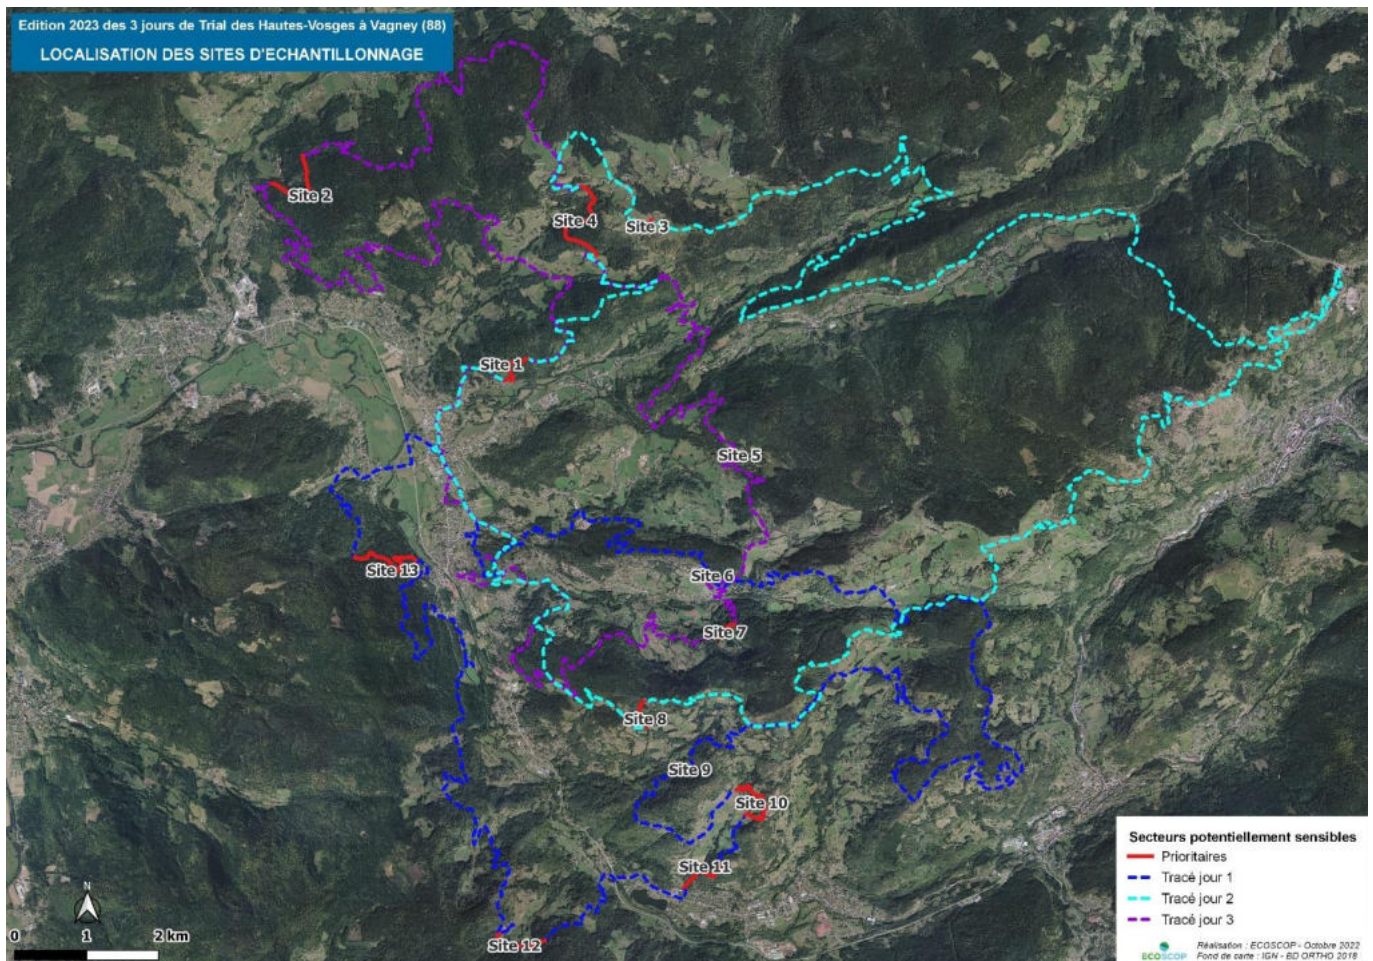 Edition 2023 des 3 jours de Trial des Hautes-Vosges à Vagney (88)
LOCALISATION DES SITES D'ECHANTILLONNAGE
Site 2
Site 4
Site 3
Site 1
Site 5
Site 13
Site 6
Site 7
Site 8
Site 9
Site 10
Site 11
Site 12
Secteurs potentiellement sensibles
Prioritaires
Tracé jour 1
Tracé jour 2
Tracé jour 3
N
0 1 2 km
ECOSCOP
Réalisation : ECOSCOP - Octobre 2022
Fond de carte : IGN - BD ORTHO 2018